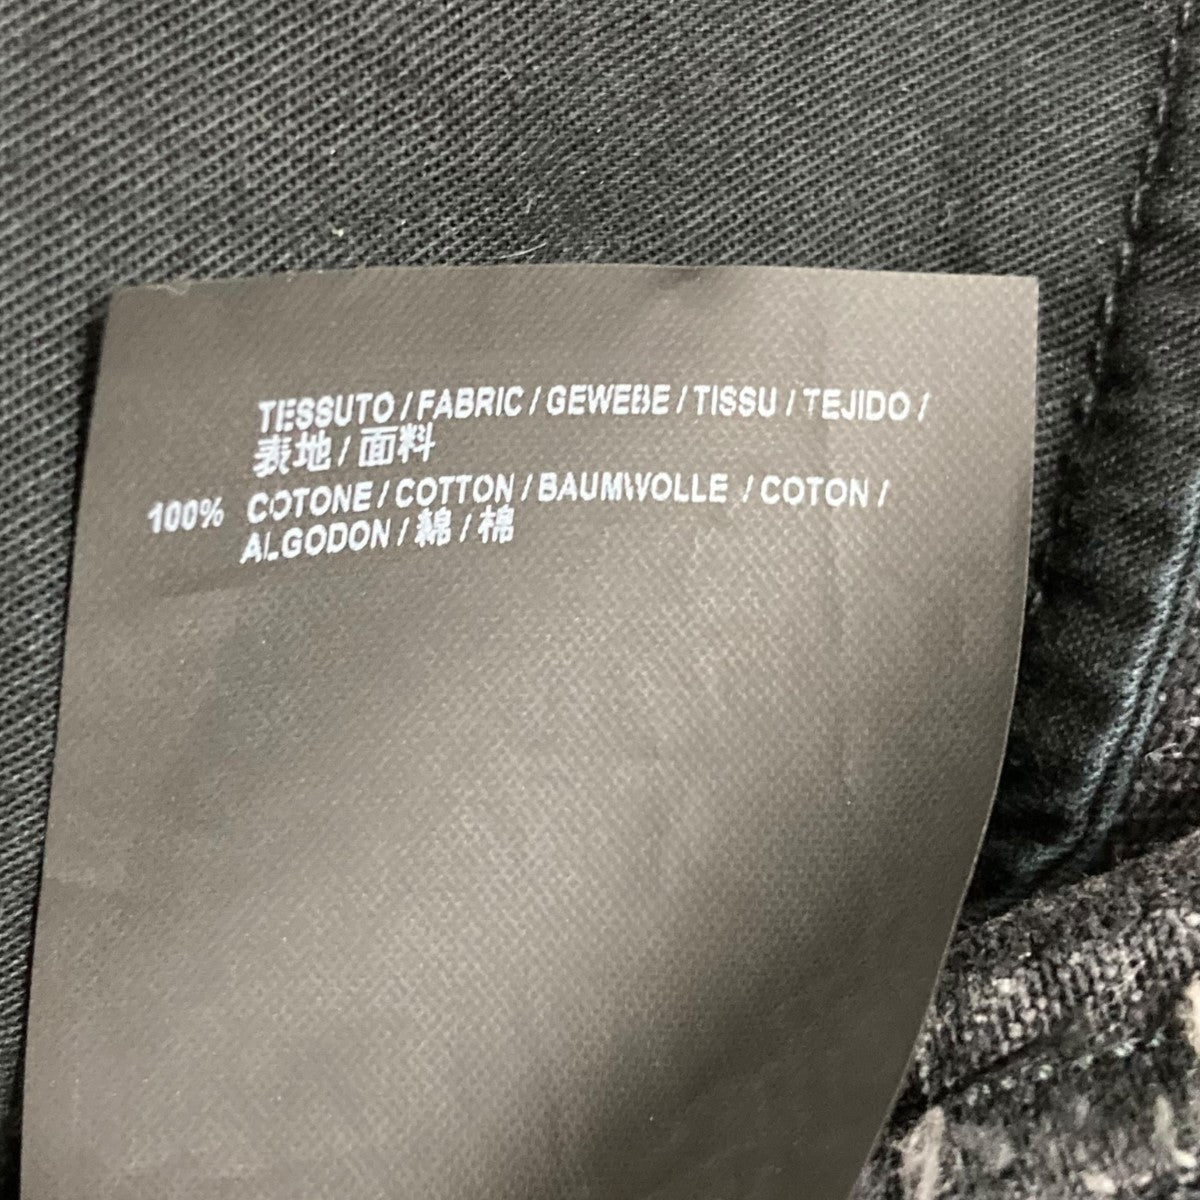 TESSUTO / FABRIC / GEWEBE / TISSU / TEJIDO /
表地 / 面料
100% COTONE / COTTON / BAUMWOLLE / COTON /
ALGODON / 綿 / 棉